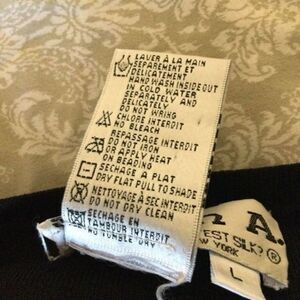 LAVER À LA MAIN
SEPAREMENT ET
DELICATEMENT
HAND WASH INSIDE OUT
IN COLD WATER
SEPARATELY AND
DELICATELY
DO NOT WRING
CHLORE INTERDIT
NO BLEACH
REPASSAGE INTERDIT
DO NOT IRON
OR APPLY HEAT
ON BEADING
SECHAGE A PLAT
DRY FLAT PULL TO SHADE
NETTOYAGE A SEC INTERDIT
DO NOT DRY CLEAN
SECHAGE EN
TAMBOUR INTERDIT
NO TUMBLE DRY
A.
EST SILK? ®
W YORK
L